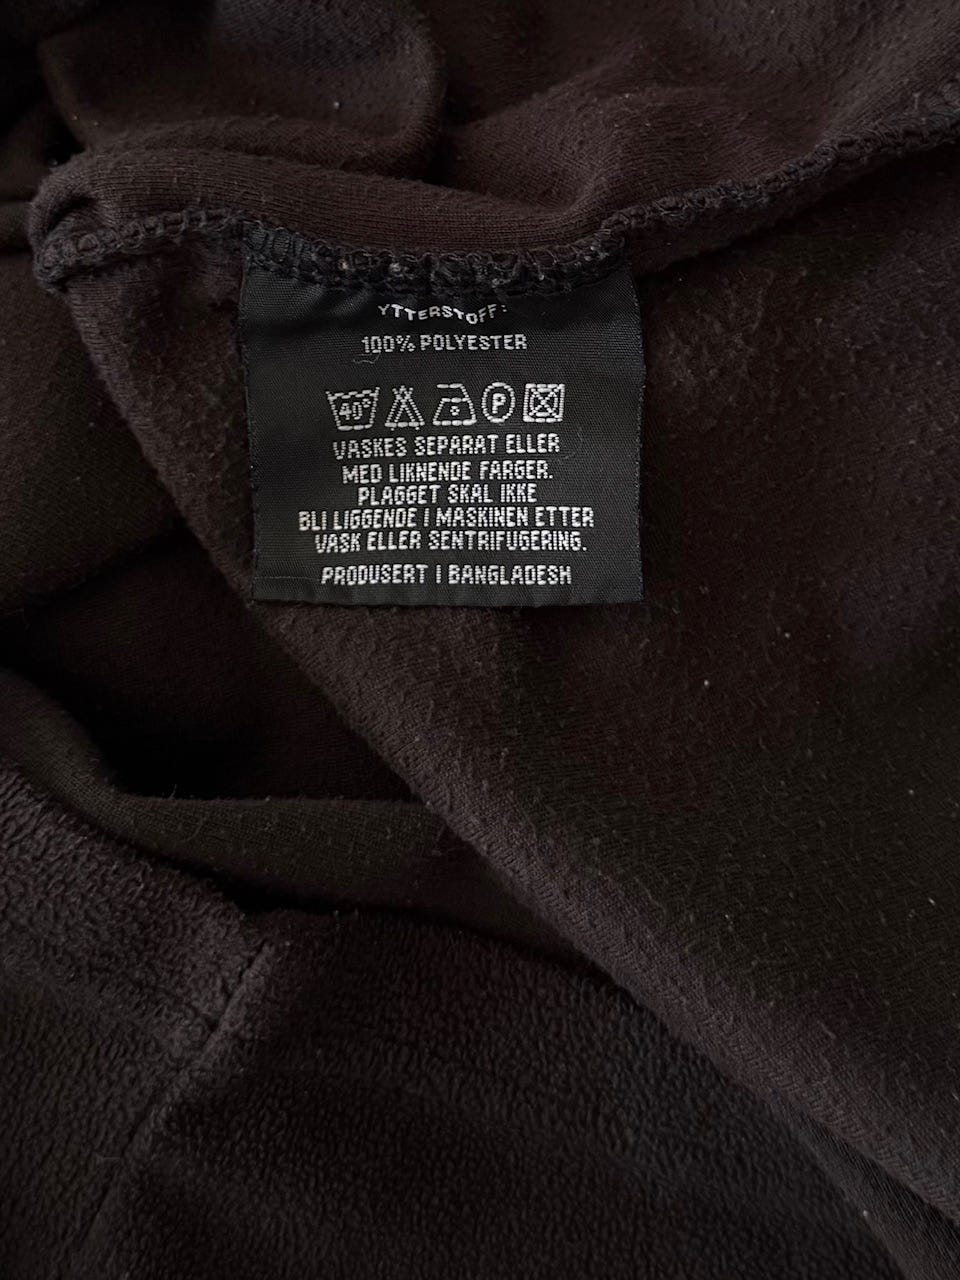 YTTERSTOFF:
100% POLYESTER
40° P
VASKES SEPARAT ELLER
MED LIKNENDE FARGER.
PLAGGET SKAL IKKE
BLI LIGGENDE I MASKINEN ETTER
VASK ELLER SENTRIFUGERING.
PRODUSERT I BANGLADESH